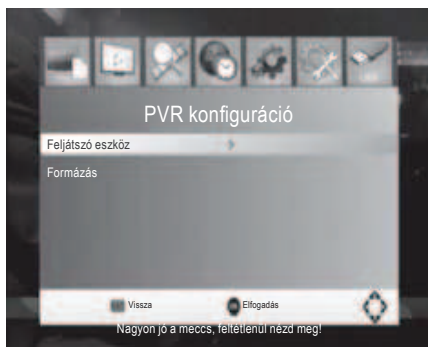 PVR konfiguráció
Feljátszó eszköz
Formázás
Vissza
Elfogadás
Nagyon jó a meccs, feltétlenül nézd meg!